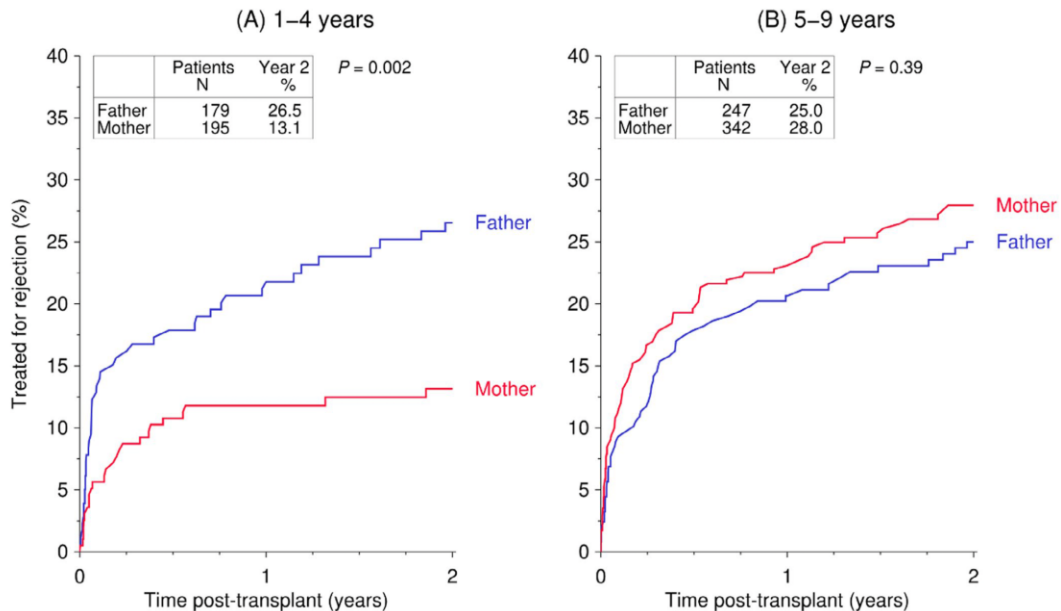 (A) 1–4 years
Patients Year 2 P = 0.002
N %
Father 179 26.5
Mother 195 13.1
Treated for rejection (%)
40
35
30
25
20
15
10
5
0
Father
Mother
0 1 2
Time post-transplant (years)
(B) 5–9 years
Patients Year 2 P = 0.39
N %
Father 247 25.0
Mother 342 28.0
40
35
30
25
20
15
10
5
0
Mother
Father
0 1 2
Time post-transplant (years)